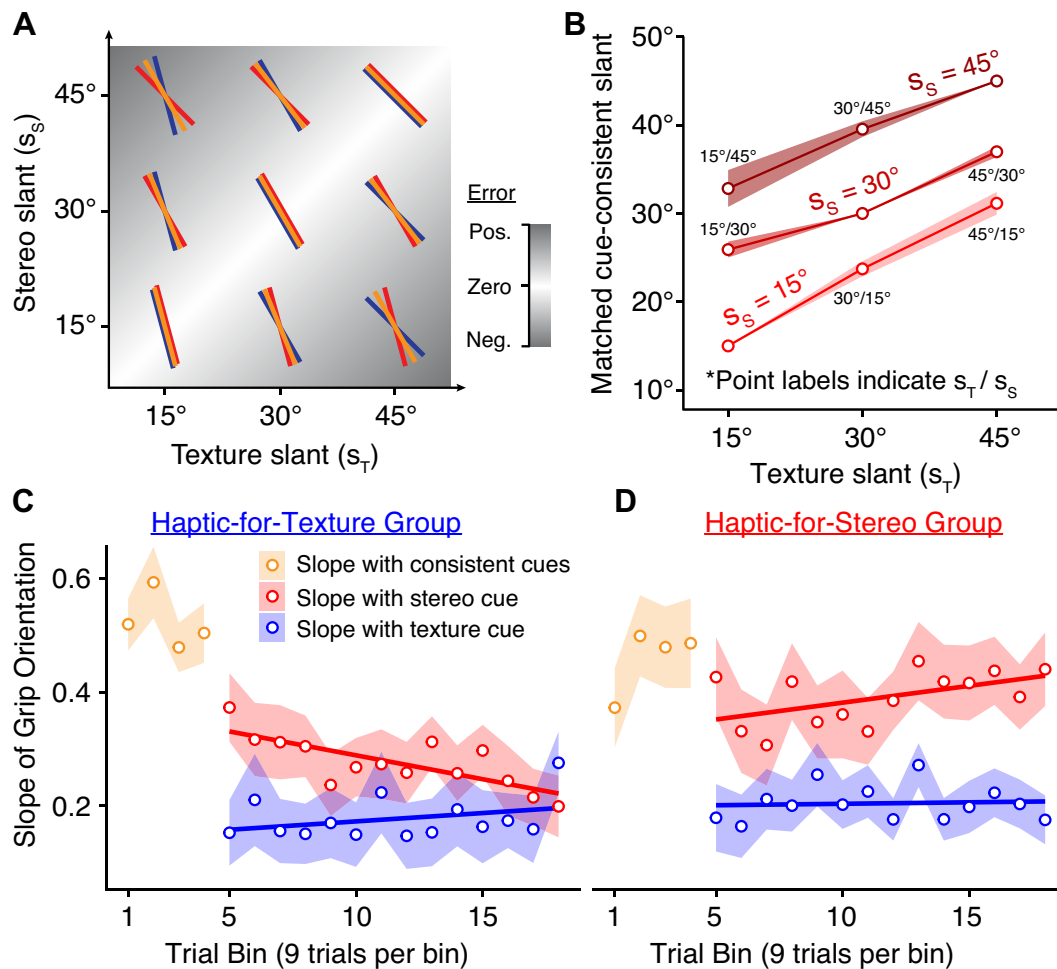 A
Stereo slant (sS)
45°
30°
15°
15°
30°
45°
Texture slant (sT)
Error
Pos.
Zero
Neg.
B
Matched cue-consistent slant
50°
40°
30°
20°
10°
sS = 45°
sS = 30°
sS = 15°
15°/45°
30°/45°
15°/30°
45°/30°
30°/15°
45°/15°
*Point labels indicate sT / sS
15°
30°
45°
Texture slant (sT)
C
Haptic-for-Texture Group
Slope with consistent cues
Slope with stereo cue
Slope with texture cue
Slope of Grip Orientation
0.6
0.4
0.2
1
5
10
15
Trial Bin (9 trials per bin)
D
Haptic-for-Stereo Group
1
5
10
15
Trial Bin (9 trials per bin)